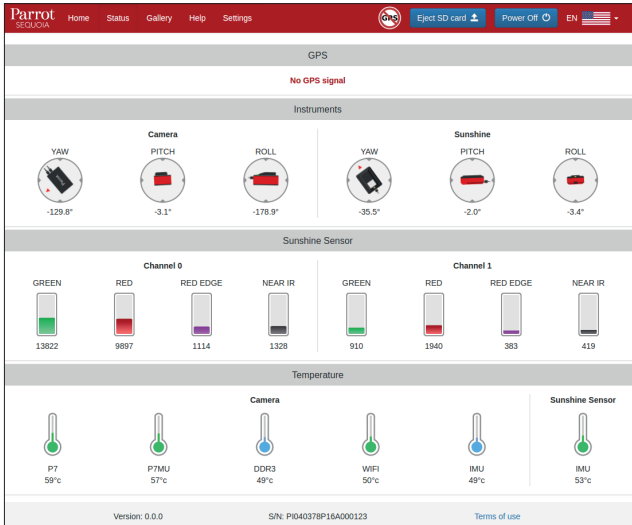 Parrot SEQUOIA Home Status Gallery Help Settings GPS Eject SD card Power Off EN
GPS
No GPS signal
Instruments
Camera Sunshine
YAW PITCH ROLL YAW PITCH ROLL
-129.8° -3.1° -178.9° -35.5° -2.0° -3.4°
Sunshine Sensor
Channel 0 Channel 1
GREEN RED RED EDGE NEAR IR GREEN RED RED EDGE NEAR IR
13822 9897 1114 1328 910 1940 383 419
Temperature
Camera Sunshine Sensor
P7 P7MU DDR3 WIFI IMU IMU
59°c 57°c 49°c 50°c 49°c 53°c
Version: 0.0.0 S/N: PI040378P16A000123 Terms of use